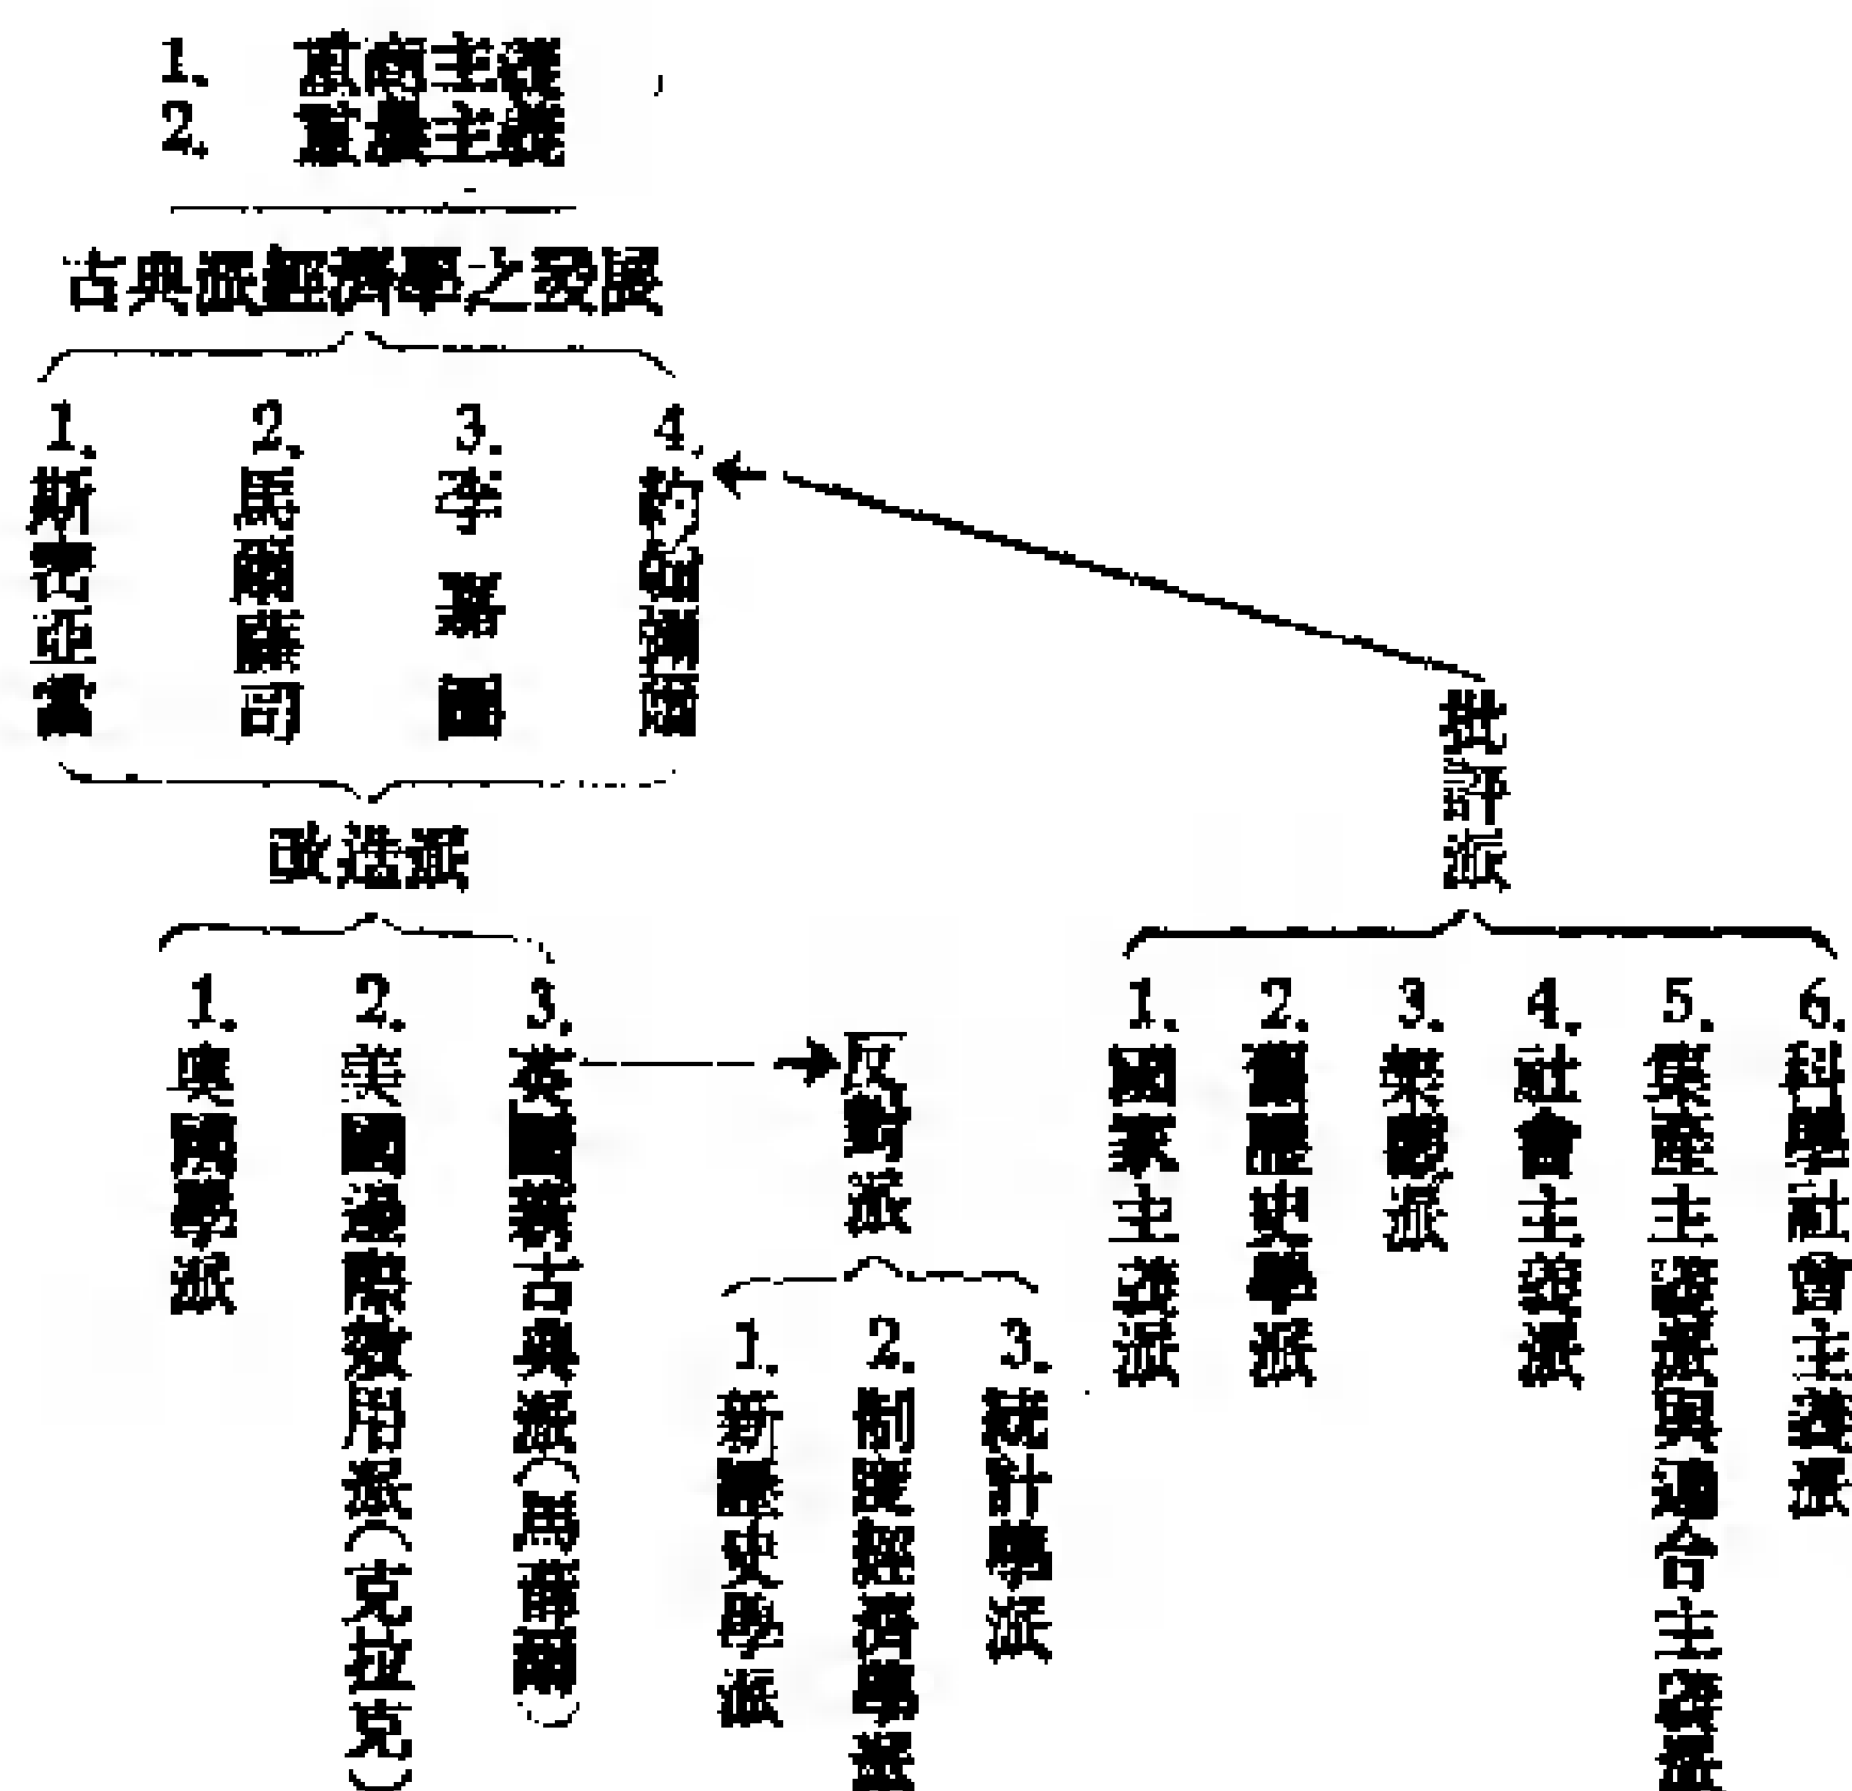 1. 重商主義
2. 重農主義
古典派經濟學之發展
1. 斯密亞當
2. 馬爾薩司
3. 李嘉圖
4. 約翰彌爾
改造派
1. 奧國學派
2. 美國邊際效用派(克拉克)
3. 英國新古典派(馬薛爾)
反對派
1. 新歷史學派
2. 制度經濟學派
3. 統計學派
批評派
1. 國家主義派
2. 舊歷史學派
3. 樂觀派
4. 社會主義派
5. 集產主義派與適合主義派
6. 科學社會主義派